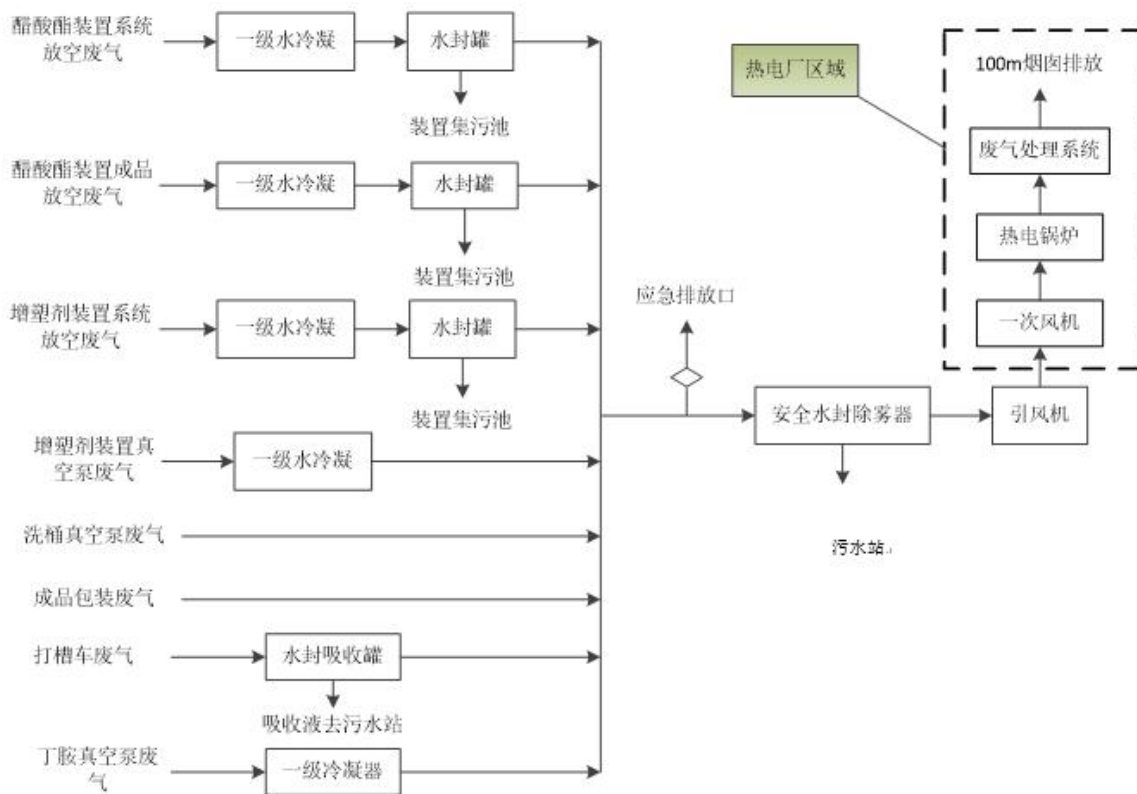 醋酸酯装置系统
放空废气
一级水冷凝
水封罐
装置集污池
醋酸酯装置成品
放空废气
一级水冷凝
水封罐
装置集污池
增塑剂装置系统
放空废气
一级水冷凝
水封罐
装置集污池
增塑剂装置真
空泵废气
一级水冷凝
洗桶真空泵废气
成品包装废气
打槽车废气
水封吸收罐
吸收液去污水站
丁胺真空泵废
气
一级冷凝器
应急排放口
安全水封除雾器
污水站
引风机
热电厂区域
100m烟囱排放
废气处理系统
热电锅炉
一次风机